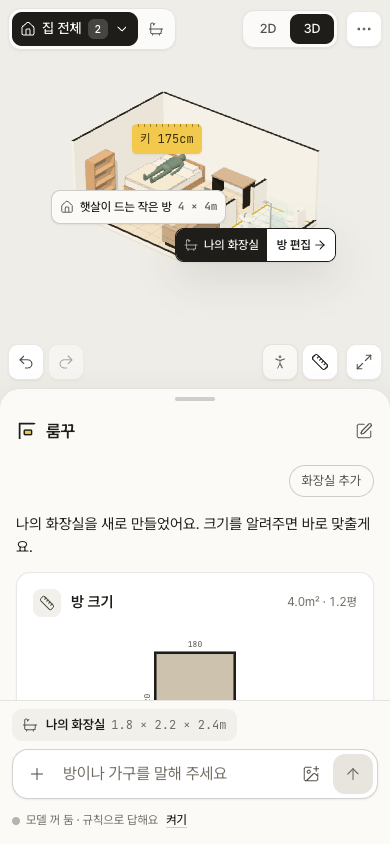 집 전체 2
2D 3D
키 175cm
햇살이 드는 작은 방 4 × 4m
나의 화장실 방 편집 →
룸꾸
화장실 추가
나의 화장실을 새로 만들었어요. 크기를 알려주면 바로 맞출게
요.
방 크기 4.0m² · 1.2평
180
나의 화장실 1.8 × 2.2 × 2.4m
방이나 가구를 말해 주세요
모델 꺼 둠 · 규칙으로 답해요 켜기